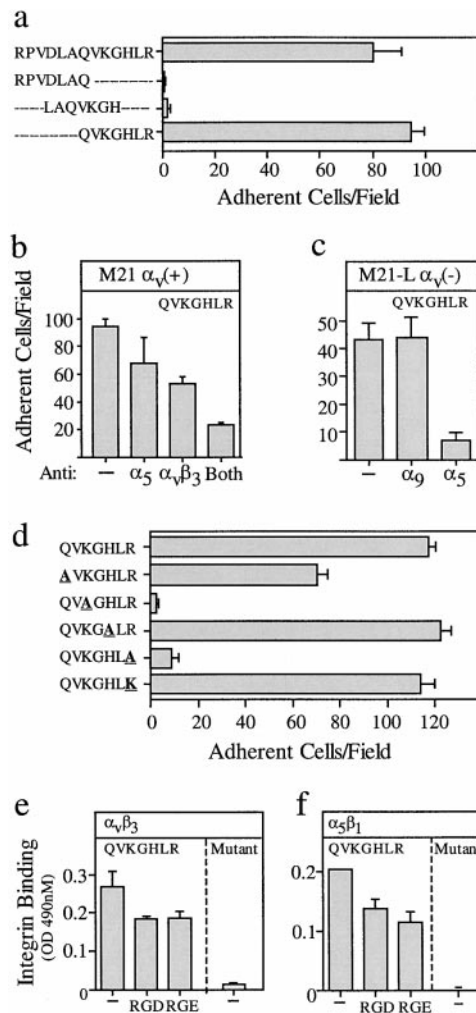 a
RPVDLAQVKGHLR
RPVDLAQ ----------
-----LAQVKGH-----
----------QVKGHLR
0 20 40 60 80 100
Adherent Cells/Field
b
M21 αv(+)
QVKGHLR
Adherent Cells/Field
100
80
60
40
20
Anti: – α5 αvβ3 Both
c
M21-L αv(-)
QVKGHLR
50
40
30
20
10
– α9 α5
d
QVKGHLR
AVKGHLR
QVAGHLR
QVKGALR
QVKGHLA
QVKGHLK
0 20 40 60 80 100 120
Adherent Cells/Field
e
αvβ3
QVKGHLR Mutant
Integrin Binding
(OD 490nM)
0.3
0.2
0.1
– RGD RGE –
f
α5β1
QVKGHLR Mutant
0.2
0.1
0
– RGD RGE –